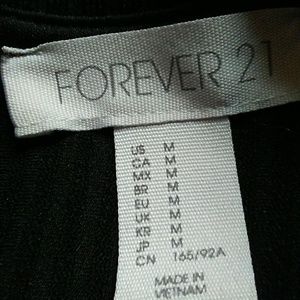 FOREVER 21
US M
CA M
MX M
BR M
EU M
UK M
KR M
JP M
CN 165/92A
MADE IN
VIETNAM